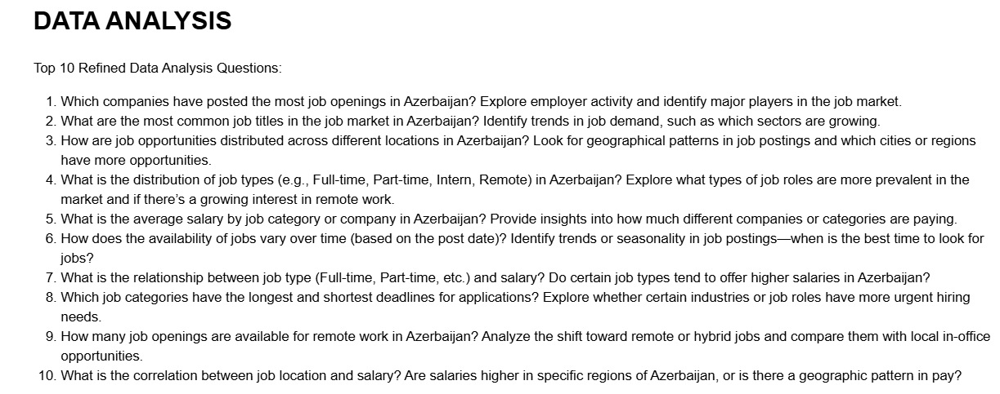 DATA ANALYSIS
Top 10 Refined Data Analysis Questions:
1. Which companies have posted the most job openings in Azerbaijan? Explore employer activity and identify major players in the job market.
2. What are the most common job titles in the job market in Azerbaijan? Identify trends in job demand, such as which sectors are growing.
3. How are job opportunities distributed across different locations in Azerbaijan? Look for geographical patterns in job postings and which cities or regions
have more opportunities.
4. What is the distribution of job types (e.g., Full-time, Part-time, Intern, Remote) in Azerbaijan? Explore what types of job roles are more prevalent in the
market and if there’s a growing interest in remote work.
5. What is the average salary by job category or company in Azerbaijan? Provide insights into how much different companies or categories are paying.
6. How does the availability of jobs vary over time (based on the post date)? Identify trends or seasonality in job postings—when is the best time to look for
jobs?
7. What is the relationship between job type (Full-time, Part-time, etc.) and salary? Do certain job types tend to offer higher salaries in Azerbaijan?
8. Which job categories have the longest and shortest deadlines for applications? Explore whether certain industries or job roles have more urgent hiring
needs.
9. How many job openings are available for remote work in Azerbaijan? Analyze the shift toward remote or hybrid jobs and compare them with local in-office
opportunities.
10. What is the correlation between job location and salary? Are salaries higher in specific regions of Azerbaijan, or is there a geographic pattern in pay?